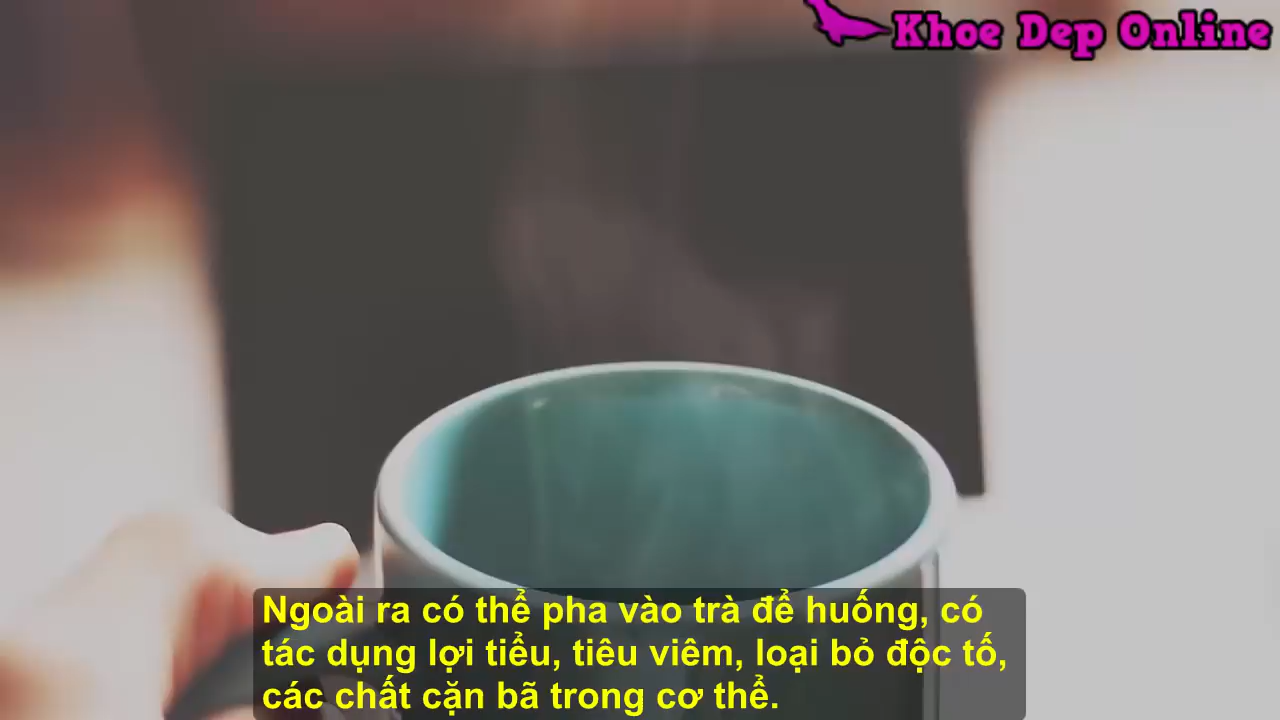 Khoe Dep Online
Ngoài ra có thể pha vào trà để huống, có
tác dụng lợi tiểu, tiêu viêm, loại bỏ độc tố,
các chất cặn bã trong cơ thể.